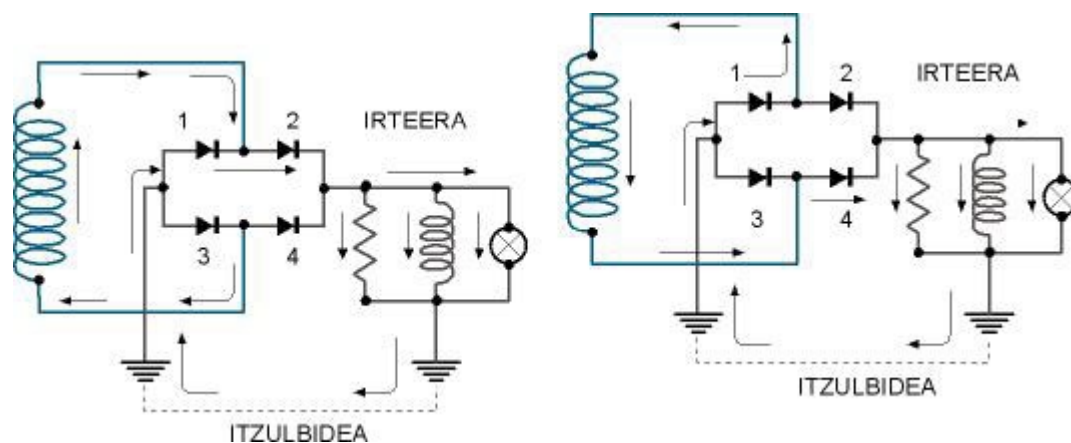 1 2
IRTEERA
3 4
ITZULBIDEA
1 2
IRTEERA
3 4
ITZULBIDEA